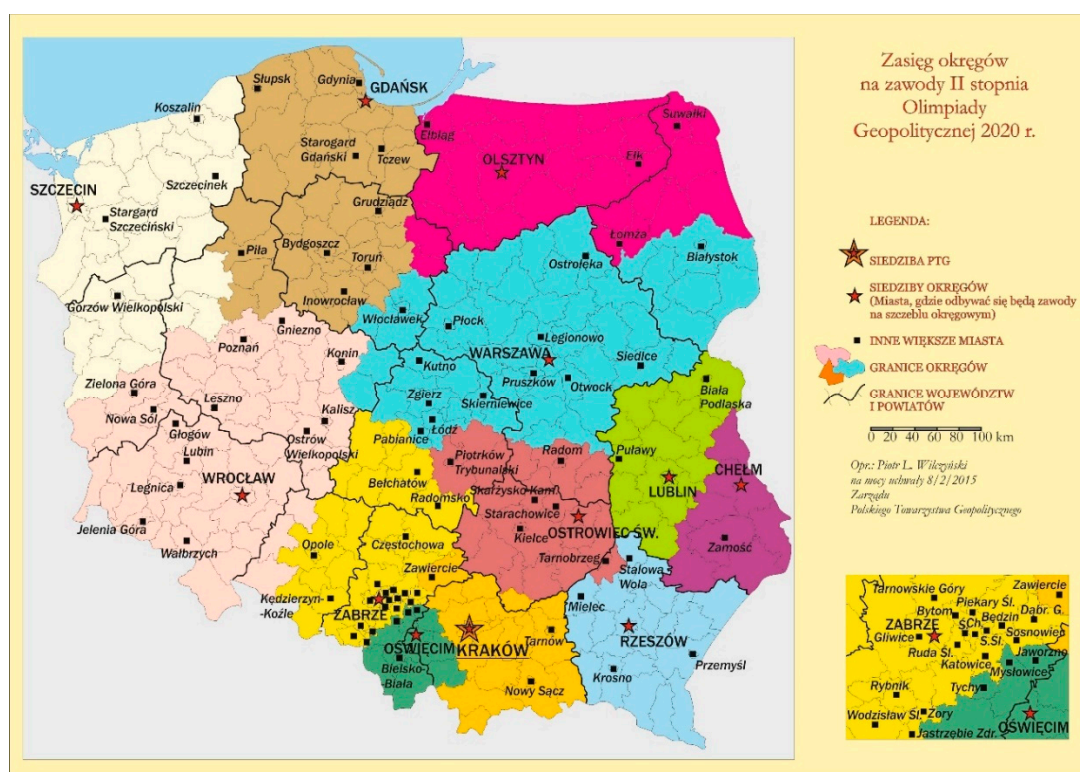 Zasięg okręgów
na zawody II stopnia
Olimpiady
Geopolitycznej 2020 r.
LEGENDA:
SIEDZIBA PTG
SIEDZIBY OKRĘGÓW
(Miasta, gdzie odbywać się będą zawody
na szczeblu okręgowym)
INNE WIĘKSZE MIASTA
GRANICE OKRĘGÓW
GRANICE WOJEWÓDZTW
I POWIATÓW
0 20 40 60 80 100 km
Opr.: Piotr L. Wilczyński
na mocy uchwały 8/2/2015
Zarządu
Polskiego Towarzystwa Geopolitycznego
Słupsk
Gdynia
GDAŃSK
Koszalin
Elbląg
Suwałki
Starogard
Gdański
Tczew
OLSZTYN
Ełk
SZCZECIN
Szczecinek
Stargard
Szczeciński
Grudziądz
Piła
Bydgoszcz
Toruń
Łomża
Białystok
Ostrołęka
Gorzów Wielkopolski
Inowrocław
Włocławek
Płock
Gniezno
Poznań
Legionowo
WARSZAWA
Siedlce
Konin
Kutno
Pruszków
Otwock
Zielona Góra
Leszno
Zgierz
Skierniewice
Biała
Podlaska
Nowa Sól
Kalisz
Łódź
Głogów
Ostrów
Wielkopolski
Pabianice
Lubin
Piotrków
Trybunalski
Radom
Puławy
CHEŁM
WROCŁAW
Legnica
Bełchatów
Radomsko
Skarżysko-Kam.
LUBLIN
Starachowice
OSTROWIEC ŚW.
Jelenia Góra
Kielce
Wałbrzych
Opole
Częstochowa
Zamość
Tarnobrzeg
Stalowa
Wola
Zawiercie
Kędzierzyn-
-Koźle
ZABRZE
Mielec
OŚWIĘCIM
KRAKÓW
Tarnów
RZESZÓW
Bielsko-
Biała
Przemyśl
Nowy Sącz
Krosno
Tarnowskie Góry
Zawiercie
Piekary Śl.
Bytom
Będzin
Dąbr. G.
ZABRZE
Gliwice
S.Ch.
S.Śl.
Sosnowiec
Ruda Śl.
Katowice
Jaworzno
Mysłowice
Rybnik
Tychy
Wodzisław Śl.
Żory
OŚWIĘCIM
Jastrzębie Zdr.